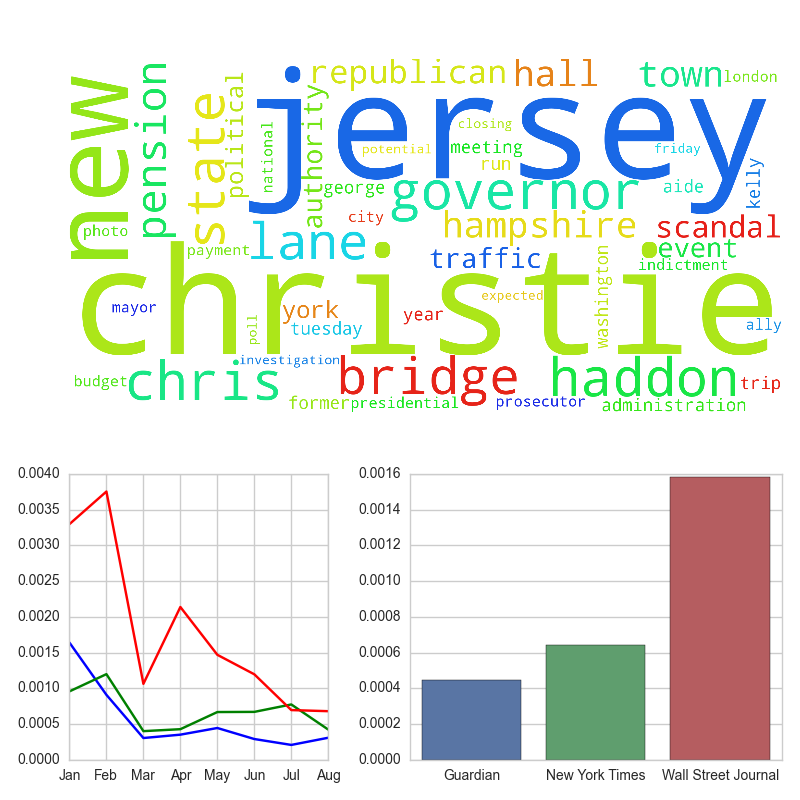 new
pension
state
political
national
authority
republican
hall
town
london
jersey
closing
potential
meeting
run
friday
george
governor
aide
kelly
city
hampshire
scandal
photo
payment
lane
traffic
event
indictment
washington
christie
mayor
york
tuesday
year
expected
poll
ally
investigation
budget
chris
bridge
haddon
trip
former
presidential
prosecutor
administration
0.0040
0.0035
0.0030
0.0025
0.0020
0.0015
0.0010
0.0005
0.0000
Jan Feb Mar Apr May Jun Jul Aug
0.0016
0.0014
0.0012
0.0010
0.0008
0.0006
0.0004
0.0002
0.0000
Guardian New York Times Wall Street Journal